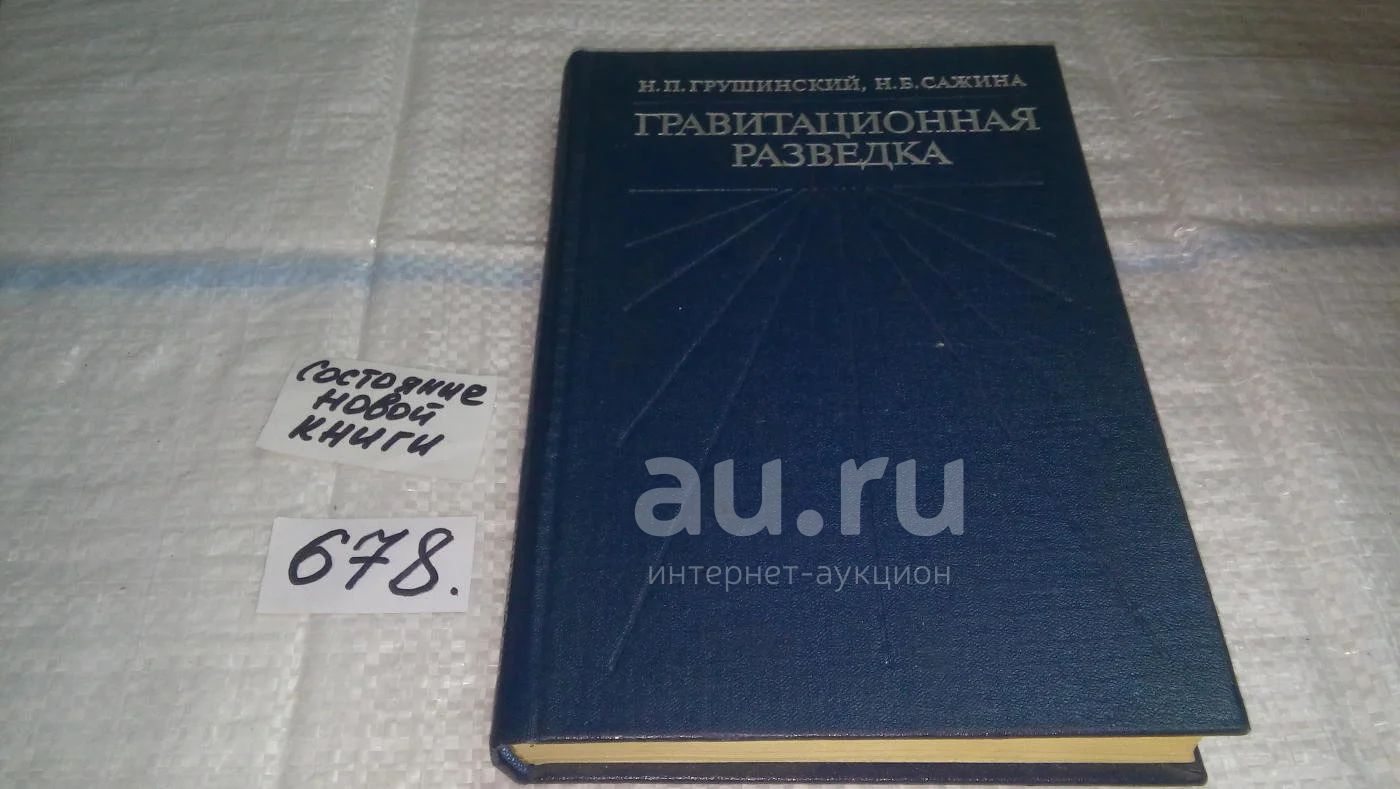 Н. П. ГРУШИНСКИЙ, Н. Б. САЖИНА
ГРАВИТАЦИОННАЯ
РАЗВЕДКА
состояние
новой
книги
678.
au.ru
интернет-аукцион